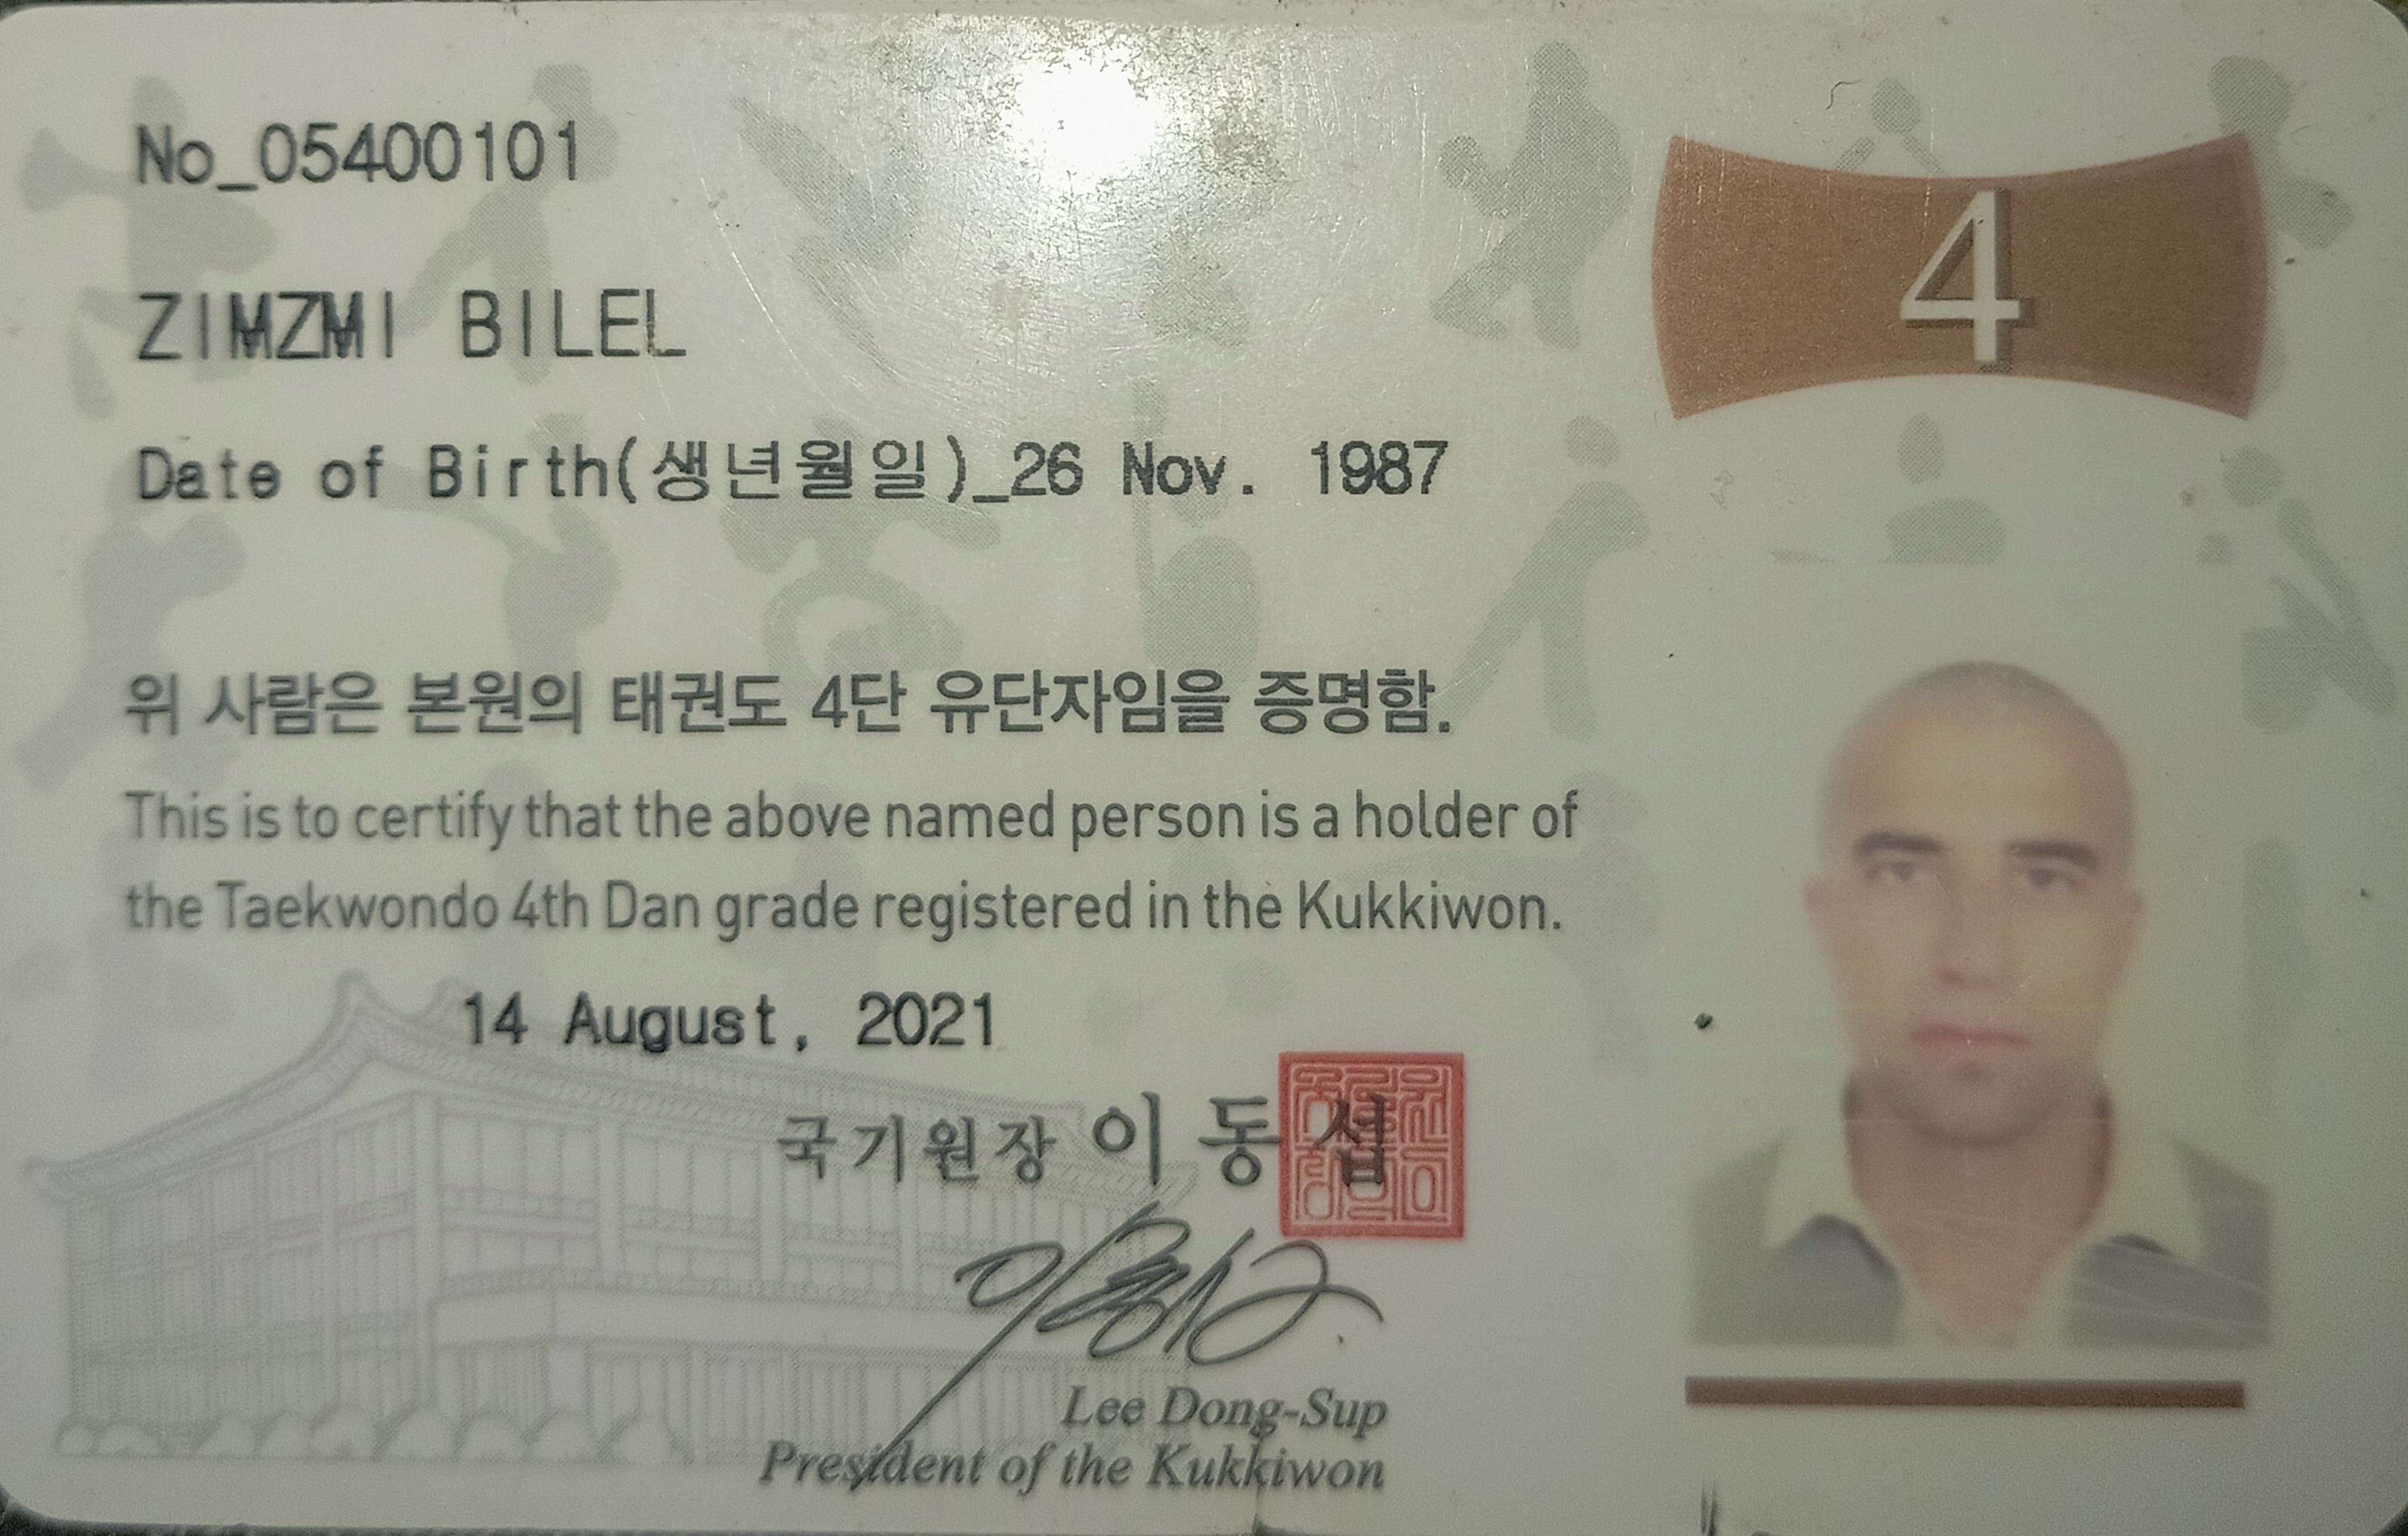 No_05400101
4
ZIMZMI BILEL
Date of Birth(생년월일)_26 Nov. 1987
위 사람은 본원의 태권도 4단 유단자임을 증명함.
This is to certify that the above named person is a holder of
the Taekwondo 4th Dan grade registered in the Kukkiwon.
14 August, 2021
국기원장 이동섭
Lee Dong-Sup
President of the Kukkiwon